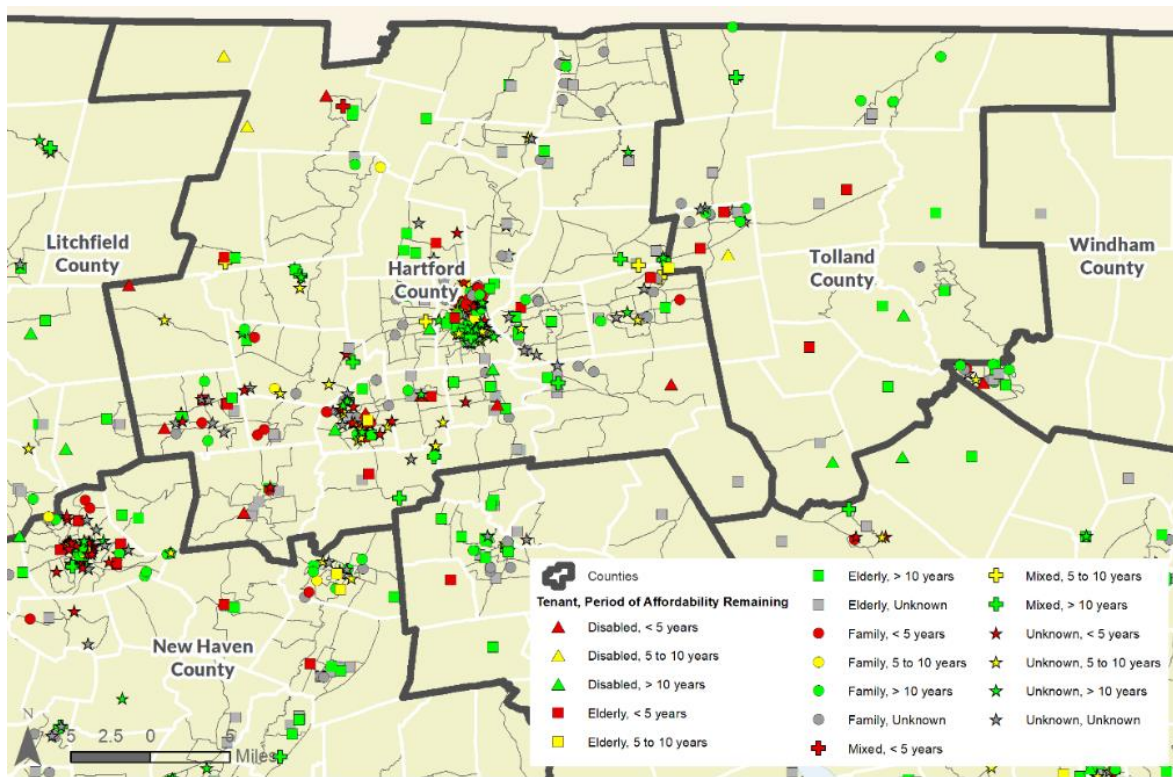 Litchfield
County
Hartford
County
Tolland
County
Windham
County
New Haven
County
N
5 2.5 0 5
Miles
Counties
Tenant, Period of Affordability Remaining
Disabled, < 5 years
Disabled, 5 to 10 years
Disabled, > 10 years
Elderly, < 5 years
Elderly, 5 to 10 years
Elderly, > 10 years
Elderly, Unknown
Family, < 5 years
Family, 5 to 10 years
Family, > 10 years
Family, Unknown
Mixed, < 5 years
Mixed, 5 to 10 years
Mixed, > 10 years
Unknown, < 5 years
Unknown, 5 to 10 years
Unknown, > 10 years
Unknown, Unknown